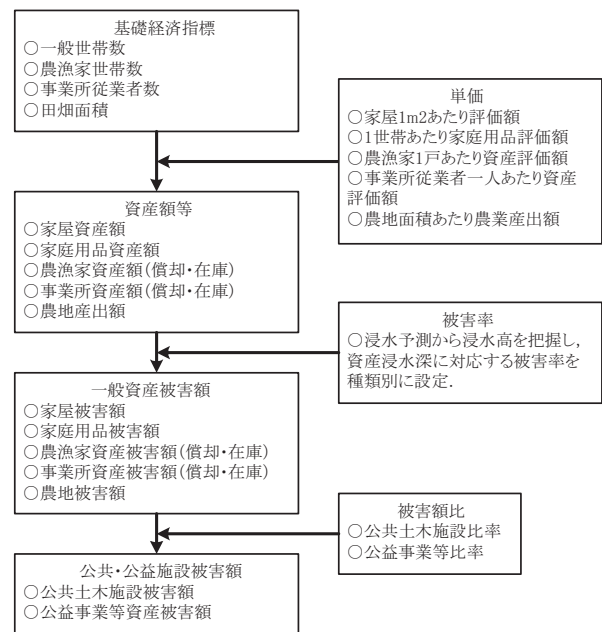 基礎経済指標
○一般世帯数
○農漁家世帯数
○事業所従業者数
○田畑面積
単価
○家屋1m2あたり評価額
○1世帯あたり家庭用品評価額
○農漁家1戸あたり資産評価額
○事業所従業者一人あたり資産
評価額
○農地面積あたり農業産出額
資産額等
○家屋資産額
○家庭用品資産額
○農漁家資産額(償却・在庫)
○事業所資産額(償却・在庫)
○農地産出額
被害率
○浸水予測から浸水高を把握し,
資産浸水深に対応する被害率を
種類別に設定.
一般資産被害額
○家屋被害額
○家庭用品被害額
○農漁家資産被害額(償却・在庫)
○事業所資産被害額(償却・在庫)
○農地被害額
被害額比
○公共土木施設比率
○公益事業等比率
公共・公益施設被害額
○公共土木施設被害額
○公益事業等資産被害額